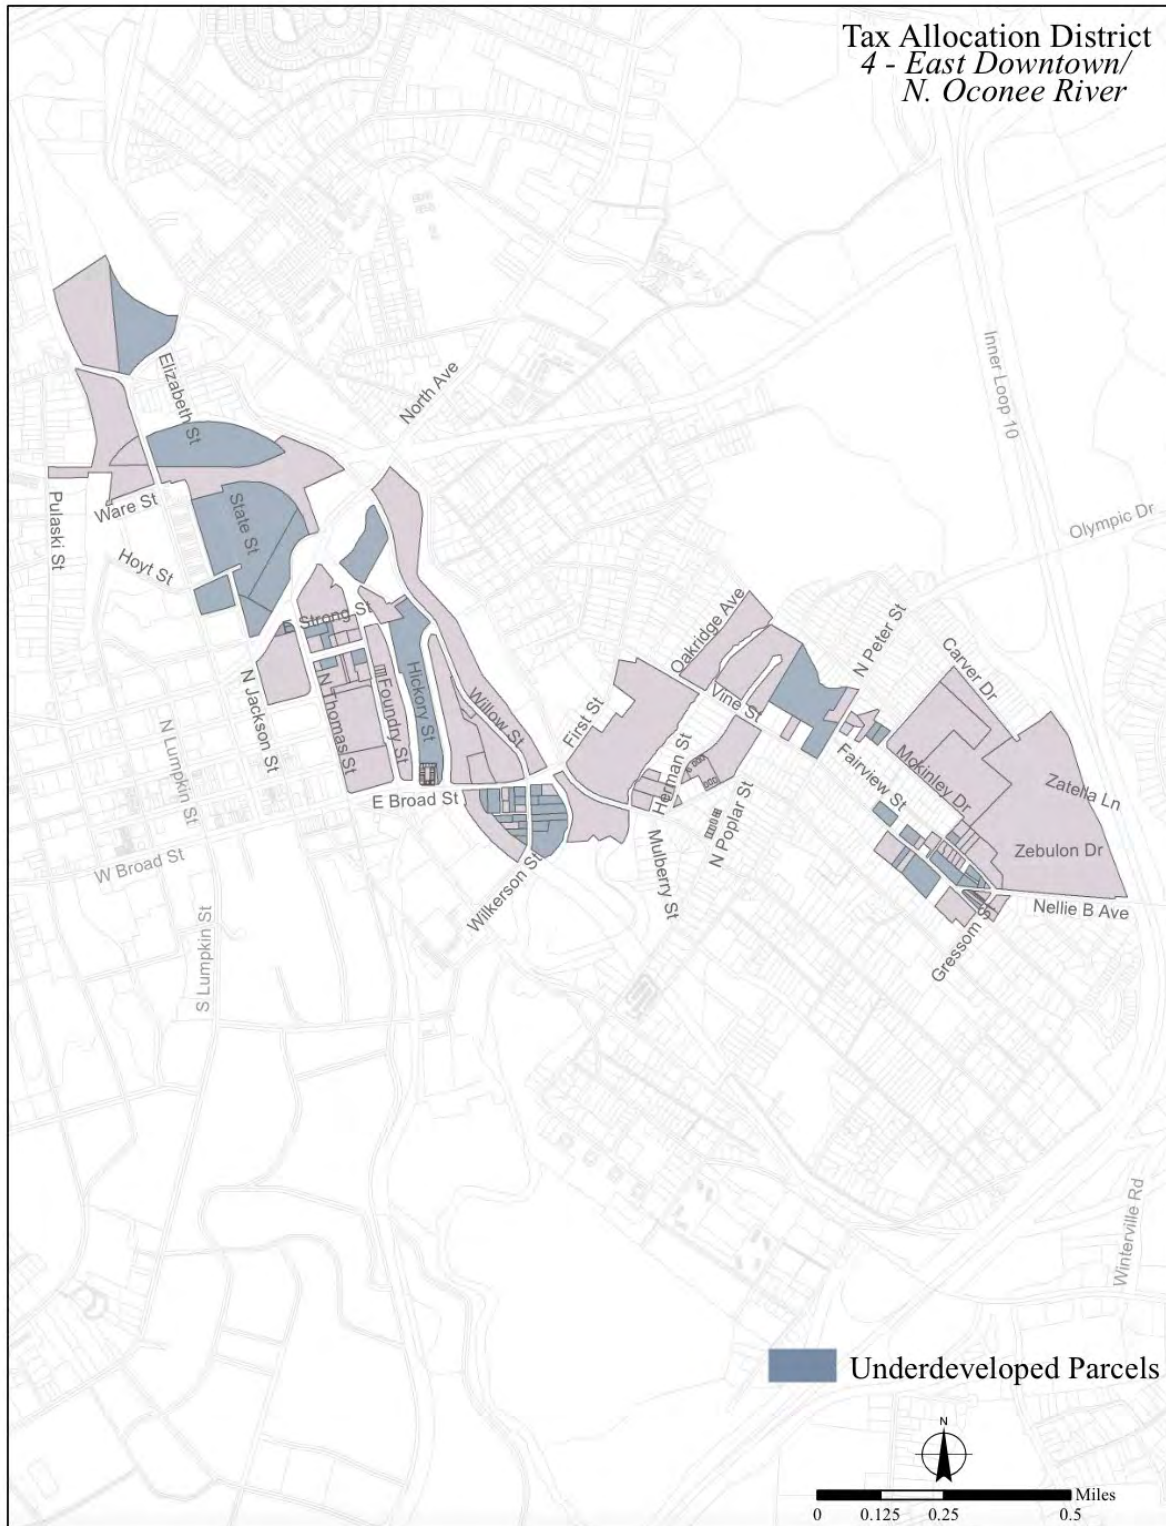 Tax Allocation District
4 - East Downtown/
N. Oconee River
Inner Loop 10
Elizabeth St
North Ave
Pulaski St
Ware St
State St
Olympic Dr
Hoyt St
Oakridge Ave
N Peter St
Strong St
Carver Dr
N Jackson St
N Thomas St
Foundry St
Hickory St
Willow St
First St
Vine St
N Lumpkin St
Herman St
Fairview St
Mckinley Dr
Zatella Ln
E Broad St
N Poplar St
Zebulon Dr
W Broad St
Wilkerson St
Mulberry St
Nellie B Ave
Gressom St
S Lumpkin St
Winterville Rd
Underdeveloped Parcels
N
Miles
0 0.125 0.25 0.5